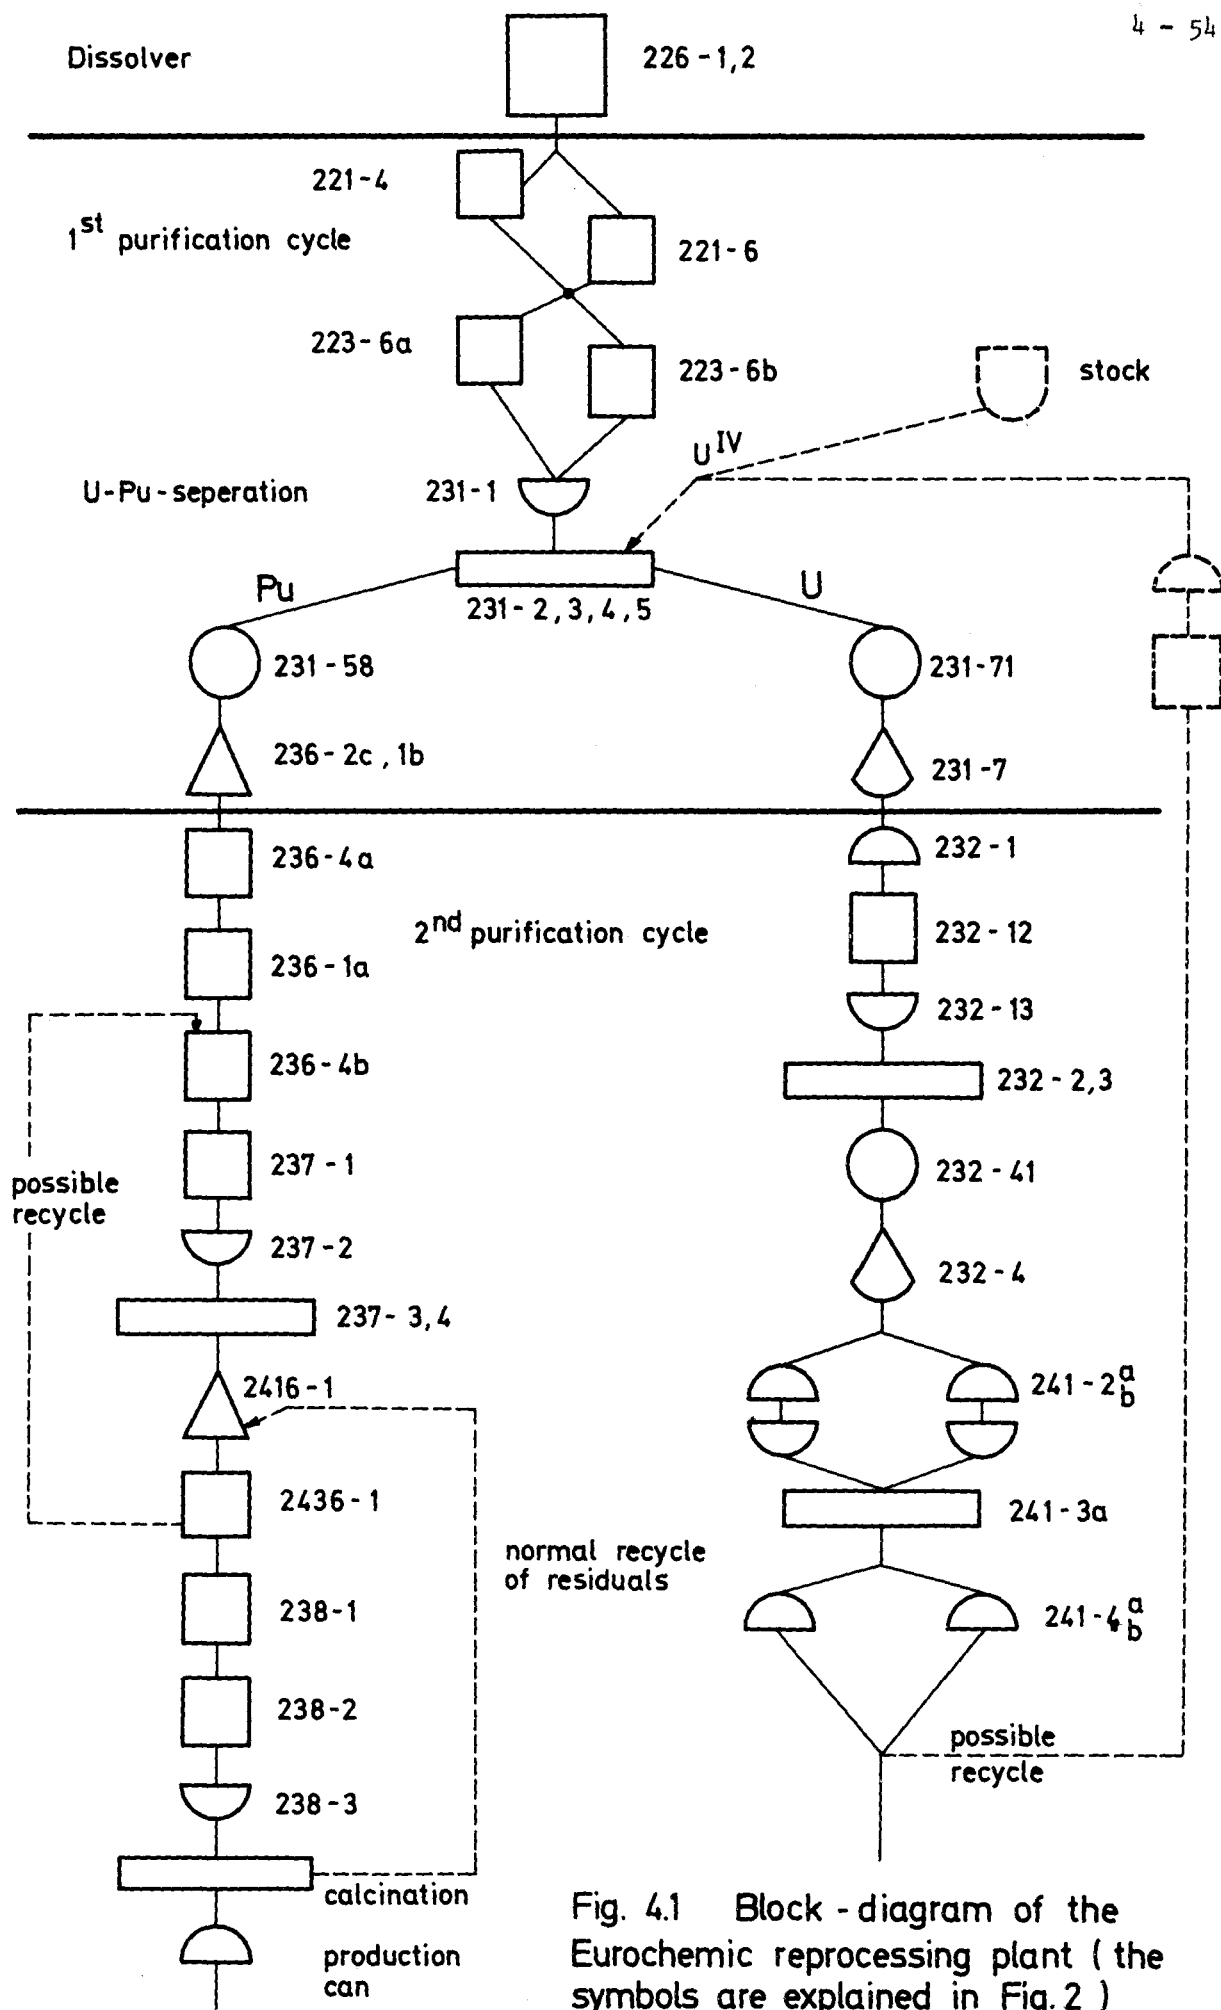 4 - 54
Dissolver
226 - 1,2
221 - 4
1st purification cycle
221 - 6
223 - 6a
223 - 6b
stock
U IV
U-Pu-seperation
231 - 1
Pu
U
231 - 2, 3, 4, 5
231 - 58
231 - 71
236 - 2c , 1b
231 - 7
236 - 4a
232 - 1
2nd purification cycle
232 - 12
236 - 1a
232 - 13
236 - 4b
232 - 2,3
237 - 1
232 - 41
possible
recycle
237 - 2
232 - 4
237 - 3,4
2416 - 1
241 - 2 a
b
2436 - 1
241 - 3a
normal recycle
of residuals
238 - 1
241 - 4 a
b
238 - 2
possible
recycle
238 - 3
calcination
production
can
Fig. 4.1 Block - diagram of the
Eurochemic reprocessing plant ( the
symbols are explained in Fig. 2 )